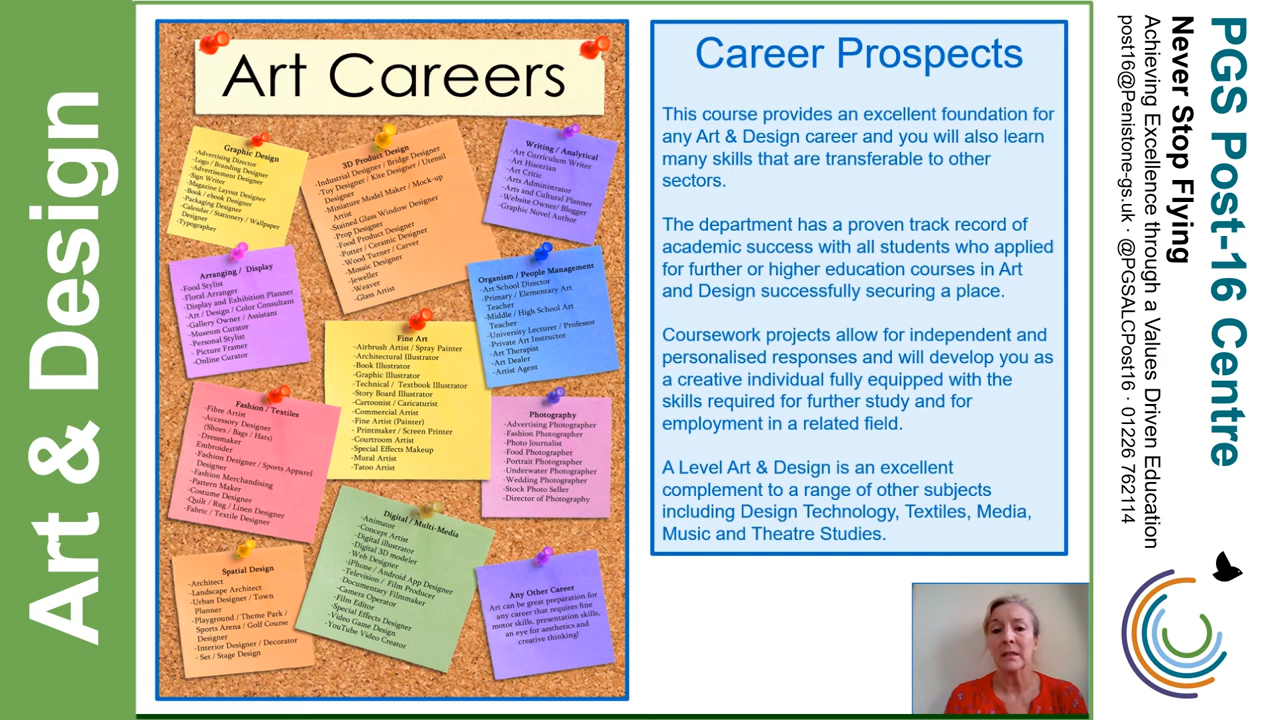 Art & Design
Art Careers
Graphic Design
-Advertising Director
-Logo / Branding Designer
-Advertisement Designer
-Sign Writer
-Magazine Layout Designer
-Book / ebook Designer
-Packaging Designer
-Calendar / Stationery / Wallpaper
Designer
-Typographer
3D Product Design
-Industrial Designer / Bridge Designer
-Toy Designer / Kite Designer / Utensil
Designer
-Miniature Model Maker / Mock-up
Artist
-Stained Glass Window Designer
-Prop Designer
-Food Product Designer
-Potter / Ceramic Designer
-Wood Turner / Carver
-Mosaic Designer
-Jeweller
-Weaver
-Glass Artist
Writing / Analytical
-Art Curriculum Writer
-Art Hisotrian
-Art Critic
-Arts Administrator
-Arts and Cultural Planner
-Website Owner/ Blogger
-Graphic Novel Author
Arranging / Display
-Food Stylist
-Floral Arranger
-Display and Exhibition Planner
-Art / Design / Color Consultant
-Gallery Owner / Assistant
-Museum Curator
-Personal Stylist
- Picture Framer
-Online Curator
Organism / People Management
-Art School Director
-Primary / Elementary Art
Teacher
-Middle / High School Art
Teacher
-University Lecturer / Professor
-Private Art Instructor
-Art Therapist
-Art Dealer
-Artist Agent
Fine Art
-Airbrush Artist / Spray Painter
-Architectural Illustrator
-Book Illustrator
-Graphic Illustrator
-Technical / Textbook Illustrator
-Story Board Illustrator
-Cartoonist / Caricaturist
-Commercial Artist
-Fine Artist (Painter)
- Printmaker / Screen Printer
-Courtroom Artist
-Special Effects Makeup
-Mural Artist
-Tatoo Artist
Fashion / Textiles
-Fibre Artist
-Accessory Designer
(Shoes / Bags / Hats)
-Dressmaker
Embroider
-Fashion Designer / Sports Apparel
Designer
-Fashion Merchandising
-Pattern Maker
-Costume Designer
-Quilt / Rug / Linen Designer
-Fabric / Textile Designer
Photography
-Advertising Photographer
-Fashion Photographer
-Photo Journalist
-Food Photographer
-Portrait Photographer
-Underwater Photographer
-Wedding Photographer
-Stock Photo Seller
-Director of Photography
Digital / Multi-Media
-Animator
-Concept Artist
-Digital illustrator
-Digital 3D modeler
-Web Designer
-iPhone / Android App Designer
-Television / Film Producer
-Documentary Filmmaker
-Camera Operator
-Film Editor
-Special Effects Designer
-Video Game Design
-YouTube Video Creator
Spatial Design
-Architect
-Landscape Architect
-Urban Designer / Town
Planner
-Playground / Theme Park /
Sports Arena / Golf Course
Designer
-Interior Designer / Decorator
- Set / Stage Design
Any Other Career
Art can be great preparation for
any career that requires fine
motor skills, presentation skills,
an eye for aesthetics and
creative thinking!
Career Prospects
This course provides an excellent foundation for
any Art & Design career and you will also learn
many skills that are transferable to other
sectors.
The department has a proven track record of
academic success with all students who applied
for further or higher education courses in Art
and Design successfully securing a place.
Coursework projects allow for independent and
personalised responses and will develop you as
a creative individual fully equipped with the
skills required for further study and for
employment in a related field.
A Level Art & Design is an excellent
complement to a range of other subjects
including Design Technology, Textiles, Media,
Music and Theatre Studies.
PGS Post-16 Centre
Never Stop Flying
Achieving Excellence through a Values Driven Education
post16@Penistone-gs.uk · @PGSALCPost16 · 01226 762114